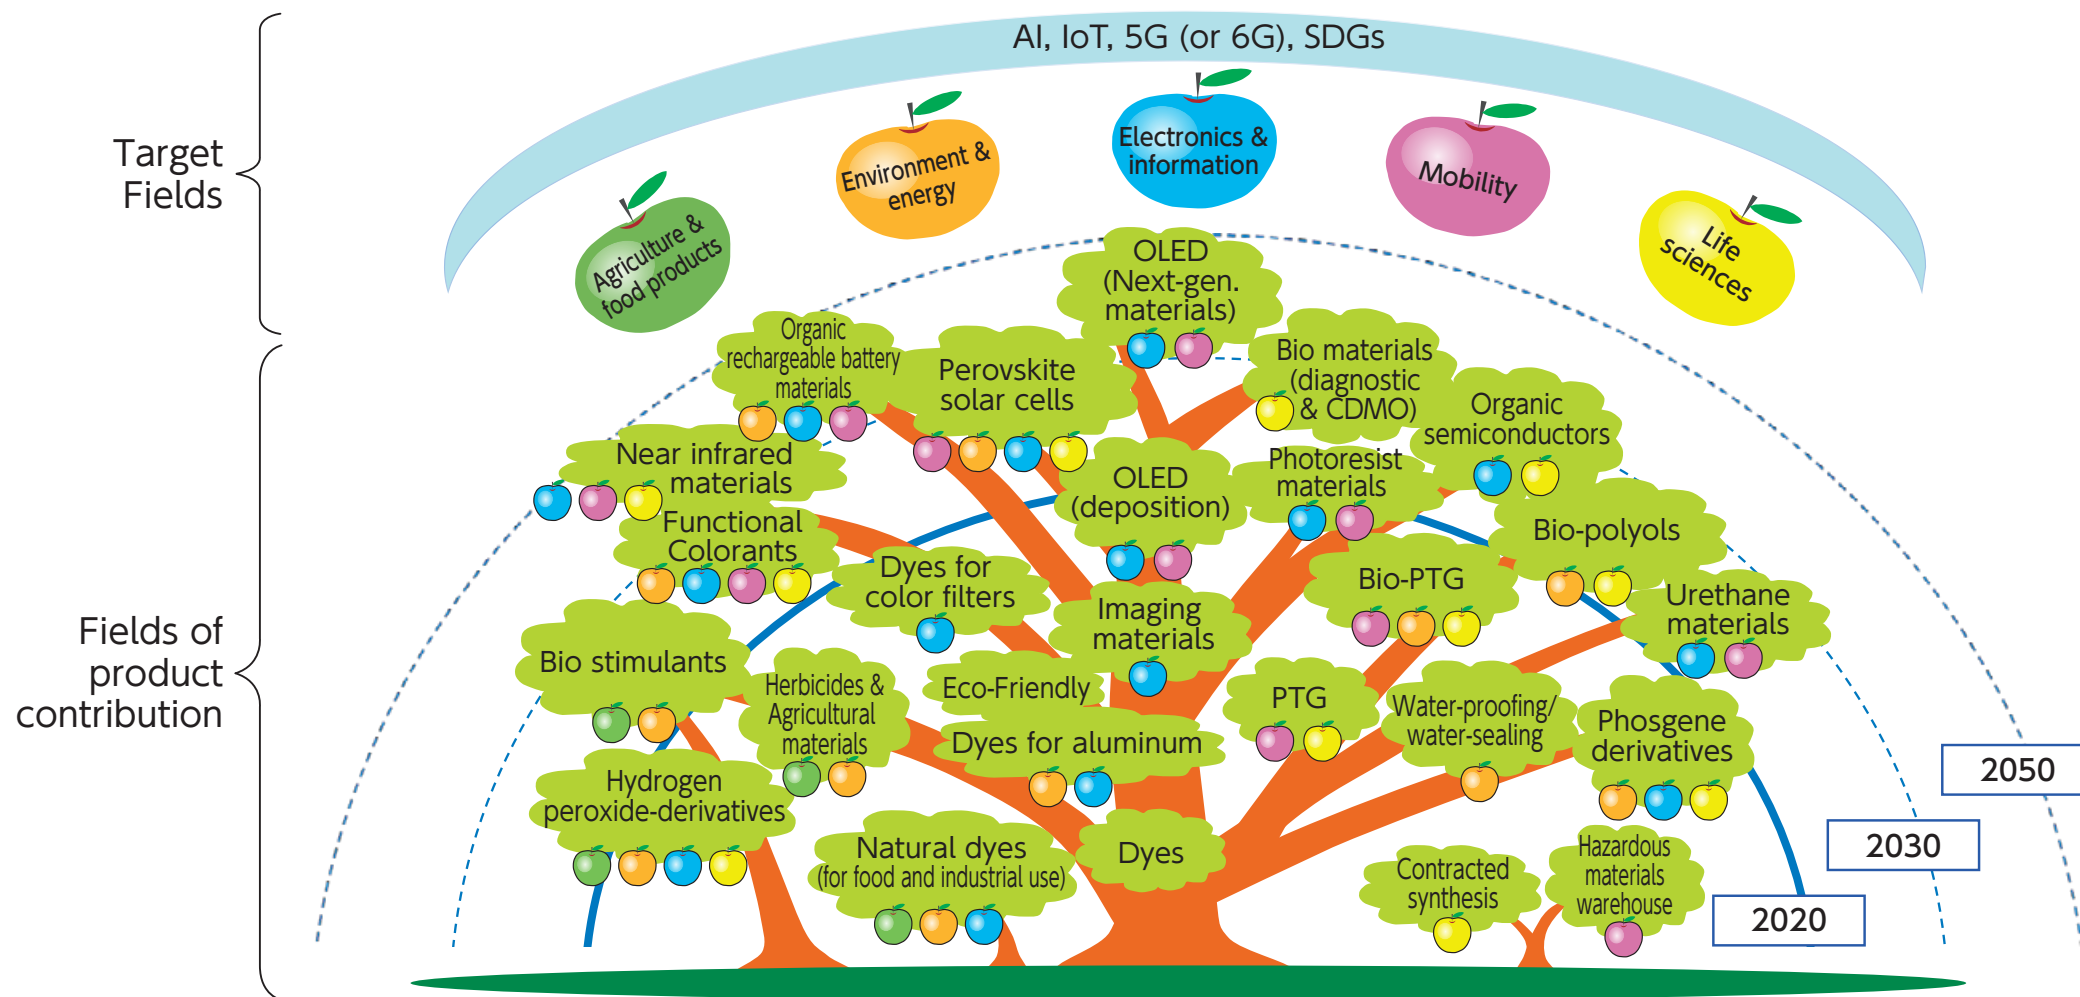 AI, IoT, 5G (or 6G), SDGs
Target
Fields
Agriculture &
food products
Environment &
energy
Electronics &
information
Mobility
Life
sciences
Fields of
product
contribution
OLED
(Next-gen.
materials)
Organic
rechargeable battery
materials
Perovskite
solar cells
Bio materials
(diagnostic
& CDMO)
Organic
semiconductors
Near infrared
materials
OLED
(deposition)
Photoresist
materials
Functional
Colorants
Dyes for
color filters
Bio-polyols
Bio-PTG
Imaging
materials
Urethane
materials
Bio stimulants
Herbicides &
Agricultural
materials
Eco-Friendly
PTG
Water-proofing/
water-sealing
Phosgene
derivatives
Dyes for aluminum
Hydrogen
peroxide-derivatives
Natural dyes
(for food and industrial use)
Dyes
Contracted
synthesis
Hazardous
materials
warehouse
2050
2030
2020